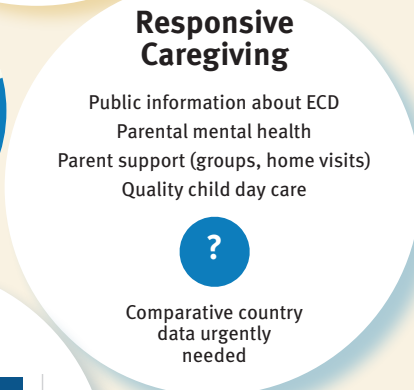 Responsive
Caregiving
Public information about ECD
Parental mental health
Parent support (groups, home visits)
Quality child day care
?
Comparative country
data urgently
needed